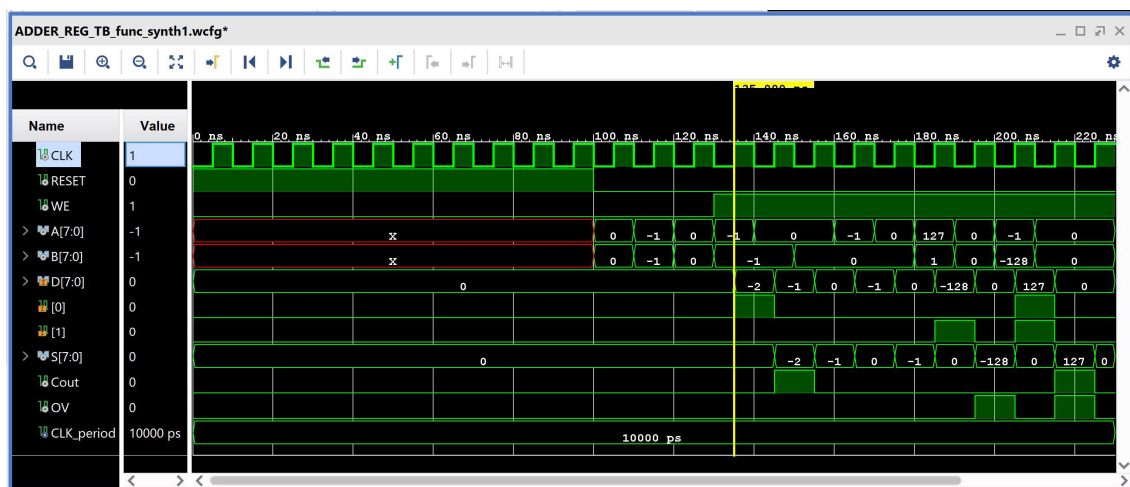 ADDER_REG_TB_func_synth1.wcfg*
135.000 ns
Name Value 0 ns 20 ns 40 ns 60 ns 80 ns 100 ns 120 ns 140 ns 160 ns 180 ns 200 ns 220 ns
CLK 1
RESET 0
WE 1
A[7:0] -1 X 0 -1 0 -1 0 -1 0 127 0 -1 0
B[7:0] -1 X 0 -1 0 -1 0 1 0 -128 0
D[7:0] 0 0 -2 -1 0 -1 0 -128 0 127 0
[0] 0
[1] 0
S[7:0] 0 0 -2 -1 0 -1 0 -128 0 127 0
Cout 0
OV 0
CLK_period 10000 ps 10000 ps